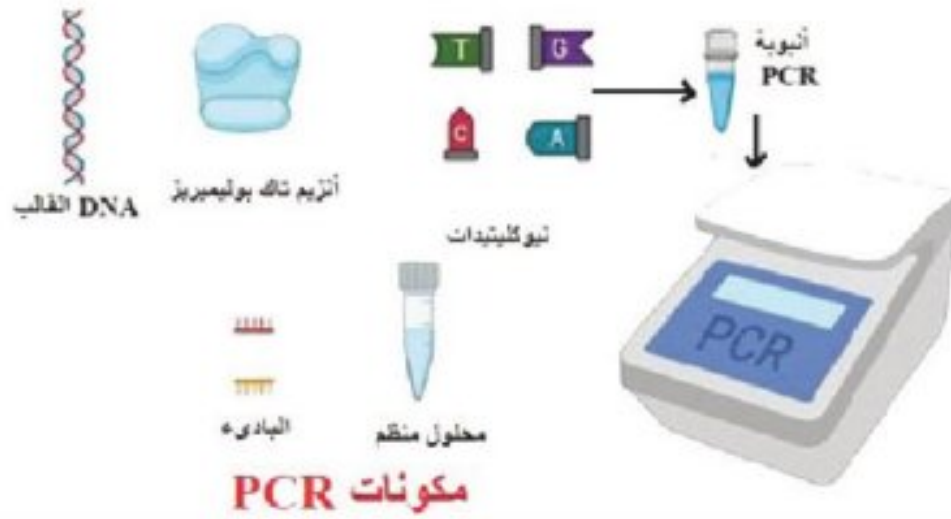 T
G
أنبوبة
PCR
C
A
DNA القالب
أنزيم تاك بوليميريز
نيوكليتيدات
PCR
البادىء
محلول منظم
مكونات PCR